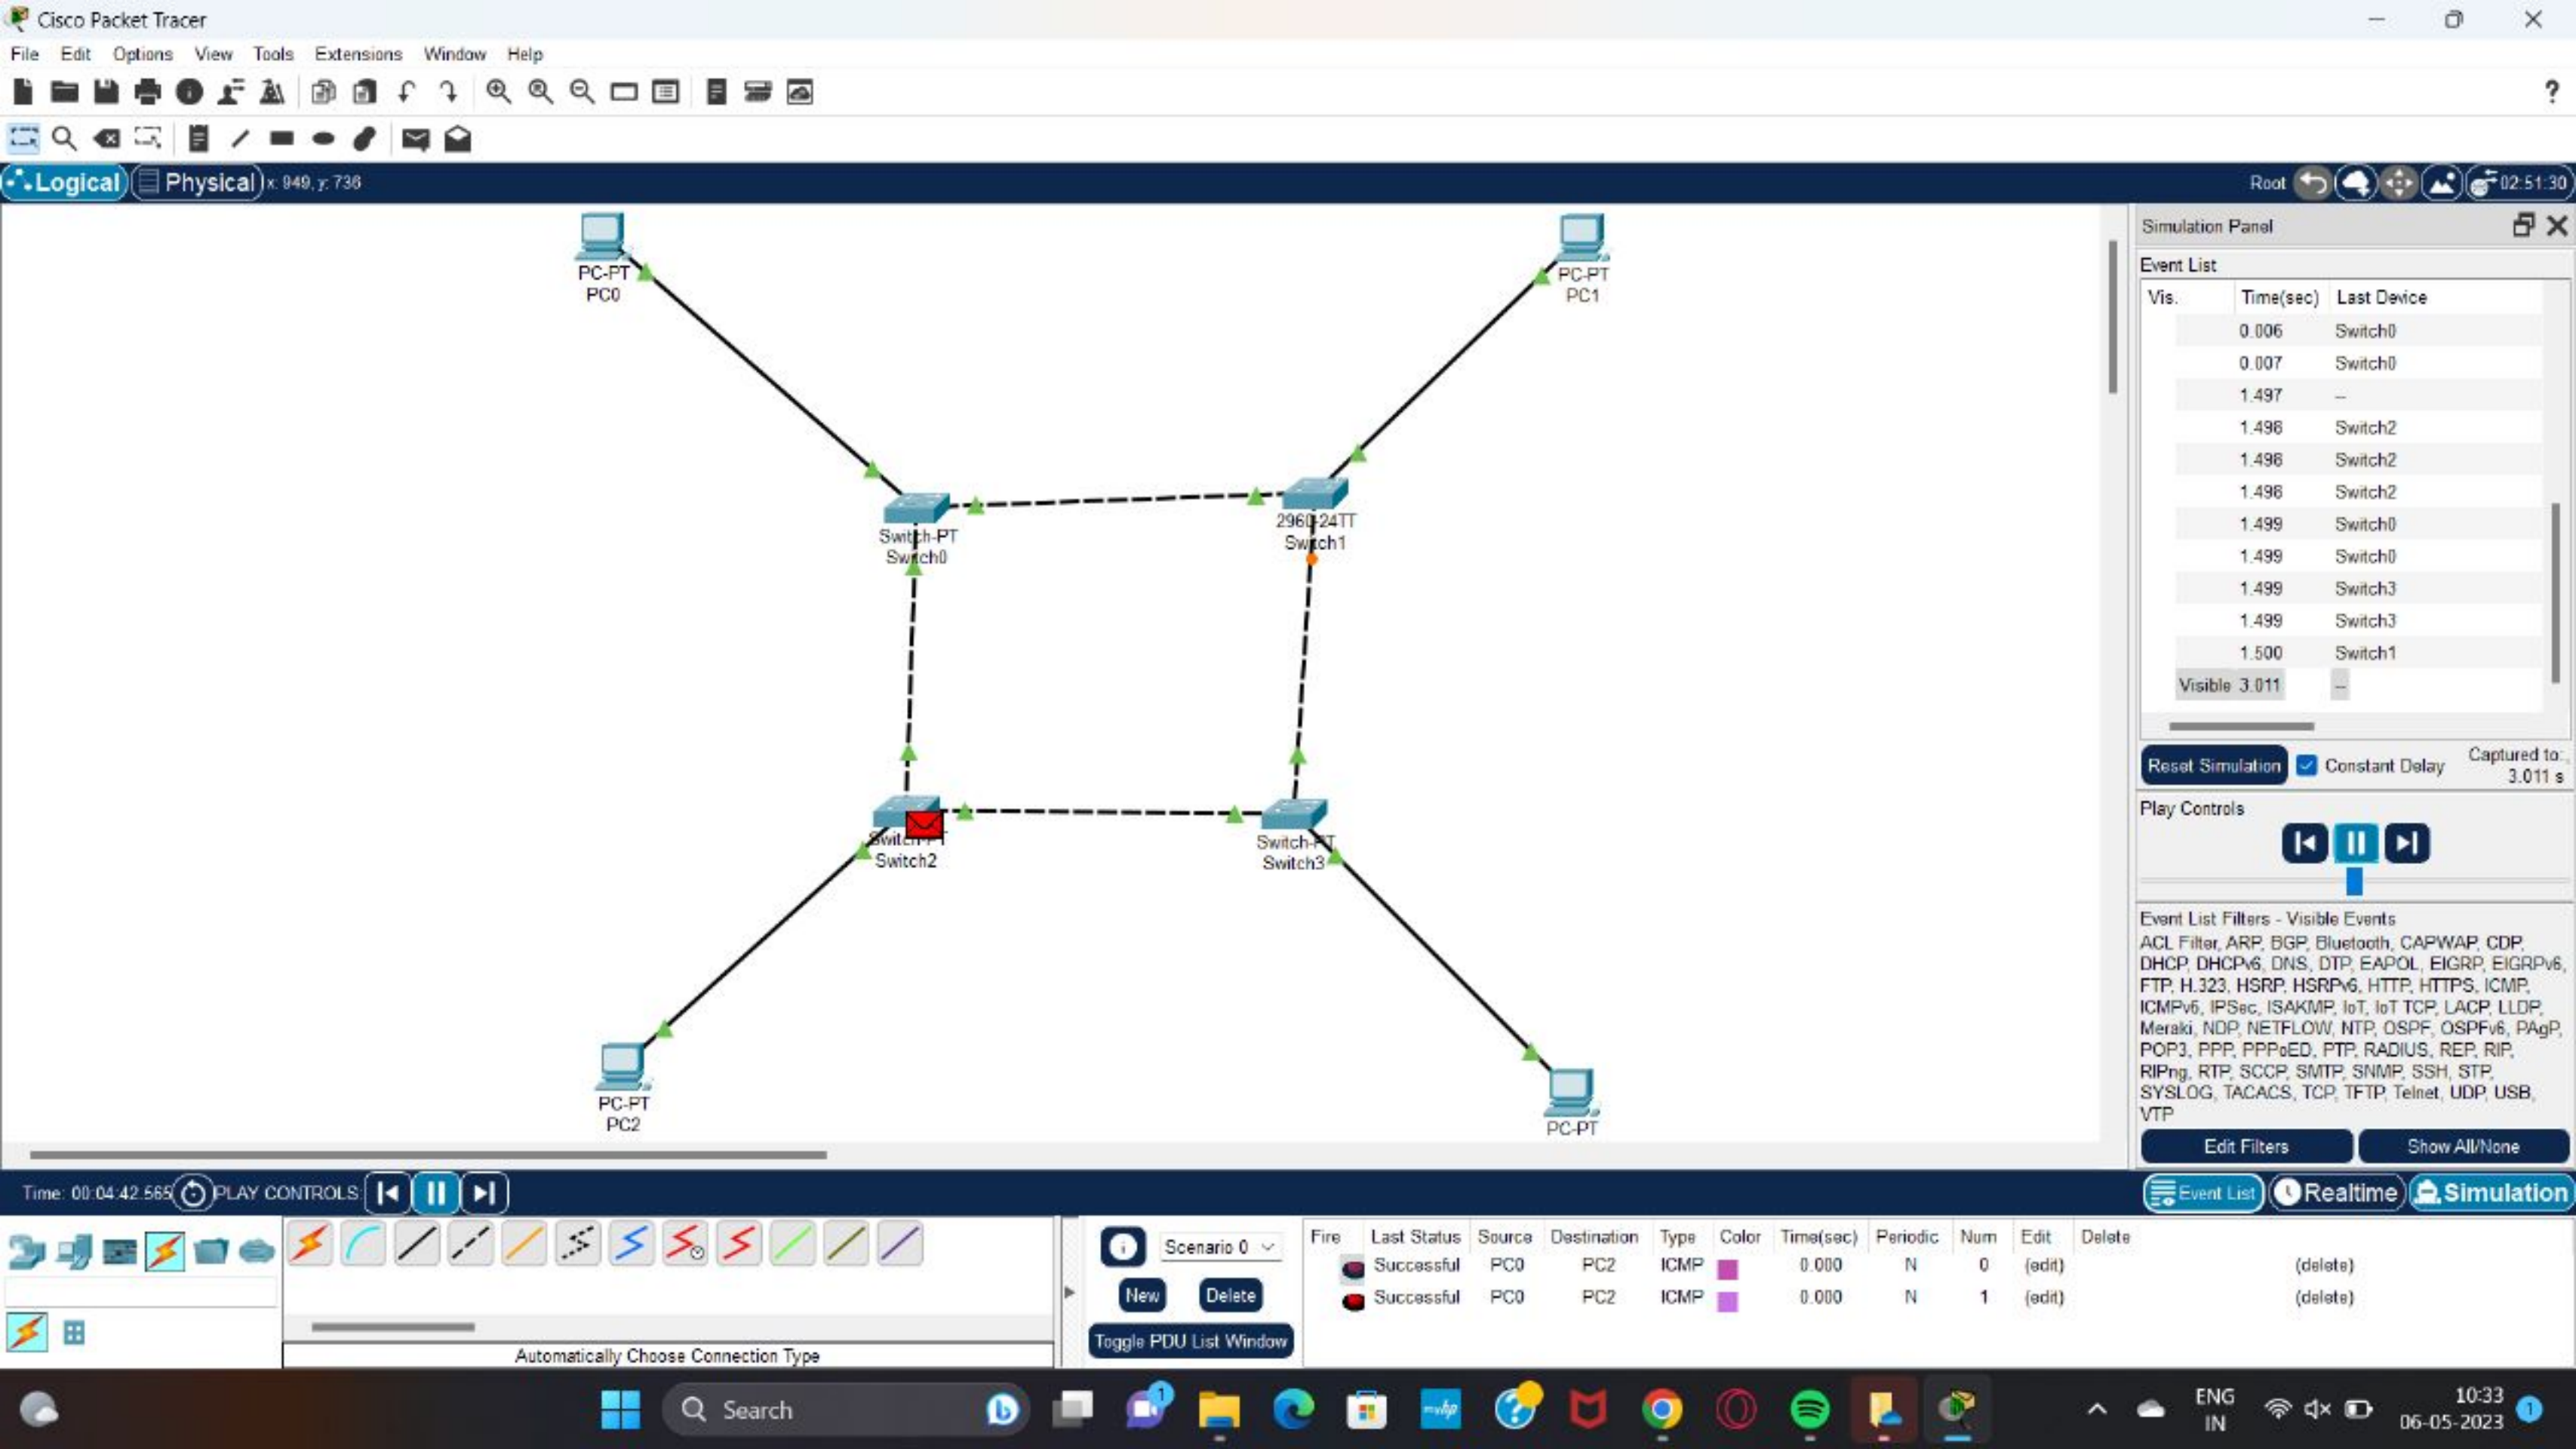 Cisco Packet Tracer
File Edit Options View Tools Extensions Window Help
?
Logical Physical x: 949, y: 736
Root 02:51:30
PC-PT
PC0
PC-PT
PC1
Switch-PT
Switch0
2960-24TT
Switch1
Switch-PT
Switch2
Switch-PT
Switch3
PC-PT
PC2
PC-PT
Simulation Panel
Event List
Vis. Time(sec) Last Device
0.006 Switch0
0.007 Switch0
1.497 --
1.498 Switch2
1.498 Switch2
1.498 Switch2
1.499 Switch0
1.499 Switch0
1.499 Switch3
1.499 Switch3
1.500 Switch1
Visible 3.011 --
Reset Simulation Constant Delay Captured to:
3.011 s
Play Controls
Event List Filters - Visible Events
ACL Filter, ARP, BGP, Bluetooth, CAPWAP, CDP,
DHCP, DHCPv6, DNS, DTP, EAPOL, EIGRP, EIGRPv6,
FTP, H.323, HSRP, HSRPv6, HTTP, HTTPS, ICMP,
ICMPv6, IPSec, ISAKMP, IoT, IoT TCP, LACP, LLDP,
Meraki, NDP, NETFLOW, NTP, OSPF, OSPFv6, PAgP,
POP3, PPP, PPPoED, PTP, RADIUS, REP, RIP,
RIPng, RTP, SCCP, SMTP, SNMP, SSH, STP,
SYSLOG, TACACS, TCP, TFTP, Telnet, UDP, USB,
VTP
Edit Filters Show All/None
Time: 00:04:42.565 PLAY CONTROLS:
Event List Realtime Simulation
Automatically Choose Connection Type
Scenario 0
New Delete
Toggle PDU List Window
Fire Last Status Source Destination Type Color Time(sec) Periodic Num Edit Delete
Successful PC0 PC2 ICMP 0.000 N 0 (edit) (delete)
Successful PC0 PC2 ICMP 0.000 N 1 (edit) (delete)
Search
1
myhp
ENG
IN
10:33
06-05-2023
1